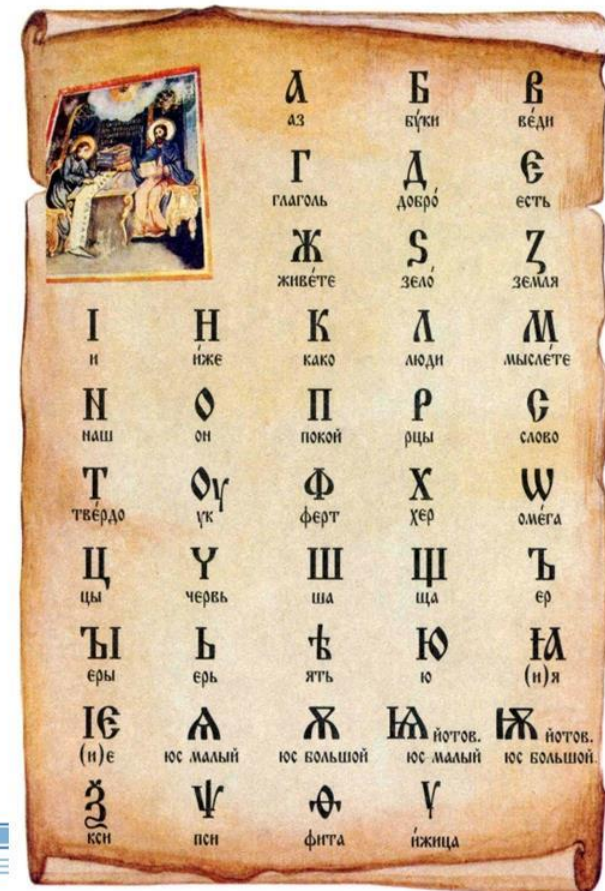 А Б В
аз бу́ки ве́ди
Г Д Є
глаголь добро́ єсть
Ж Ѕ З
живе́те зело́ земля
І Н К Л М
и и́же како люди мысле́те
N О П Р С
наш он покой рцы слово
Т Оу Ф Х Ѡ
тве́рдо ук ферт хер оме́га
Ц Ү Ш Щ Ъ
цы червь ша ща ер
ЪІ Ь Ѣ Ю Ꙗ
еры ерь ять ю (и)я
Ѥ Ѧ Ѫ Ѩ йотов. Ѭ йотов.
(и)е юс малый юс большой юс малый юс большой.
Ѯ Ѱ Ѳ Ѵ
кси пси фита и́жица